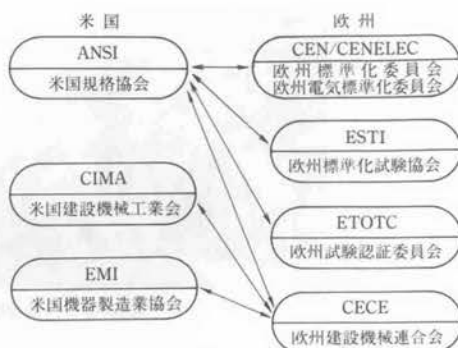 米国
欧州
ANSI
米国規格協会
CIMA
米国建設機械工業会
EMI
米国機器製造業協会
CEN/CENELEC
欧州標準化委員会
欧州電気標準化委員会
ESTI
欧州標準化試験協会
ETOTC
欧州試験認証委員会
CECE
欧州建設機械連合会